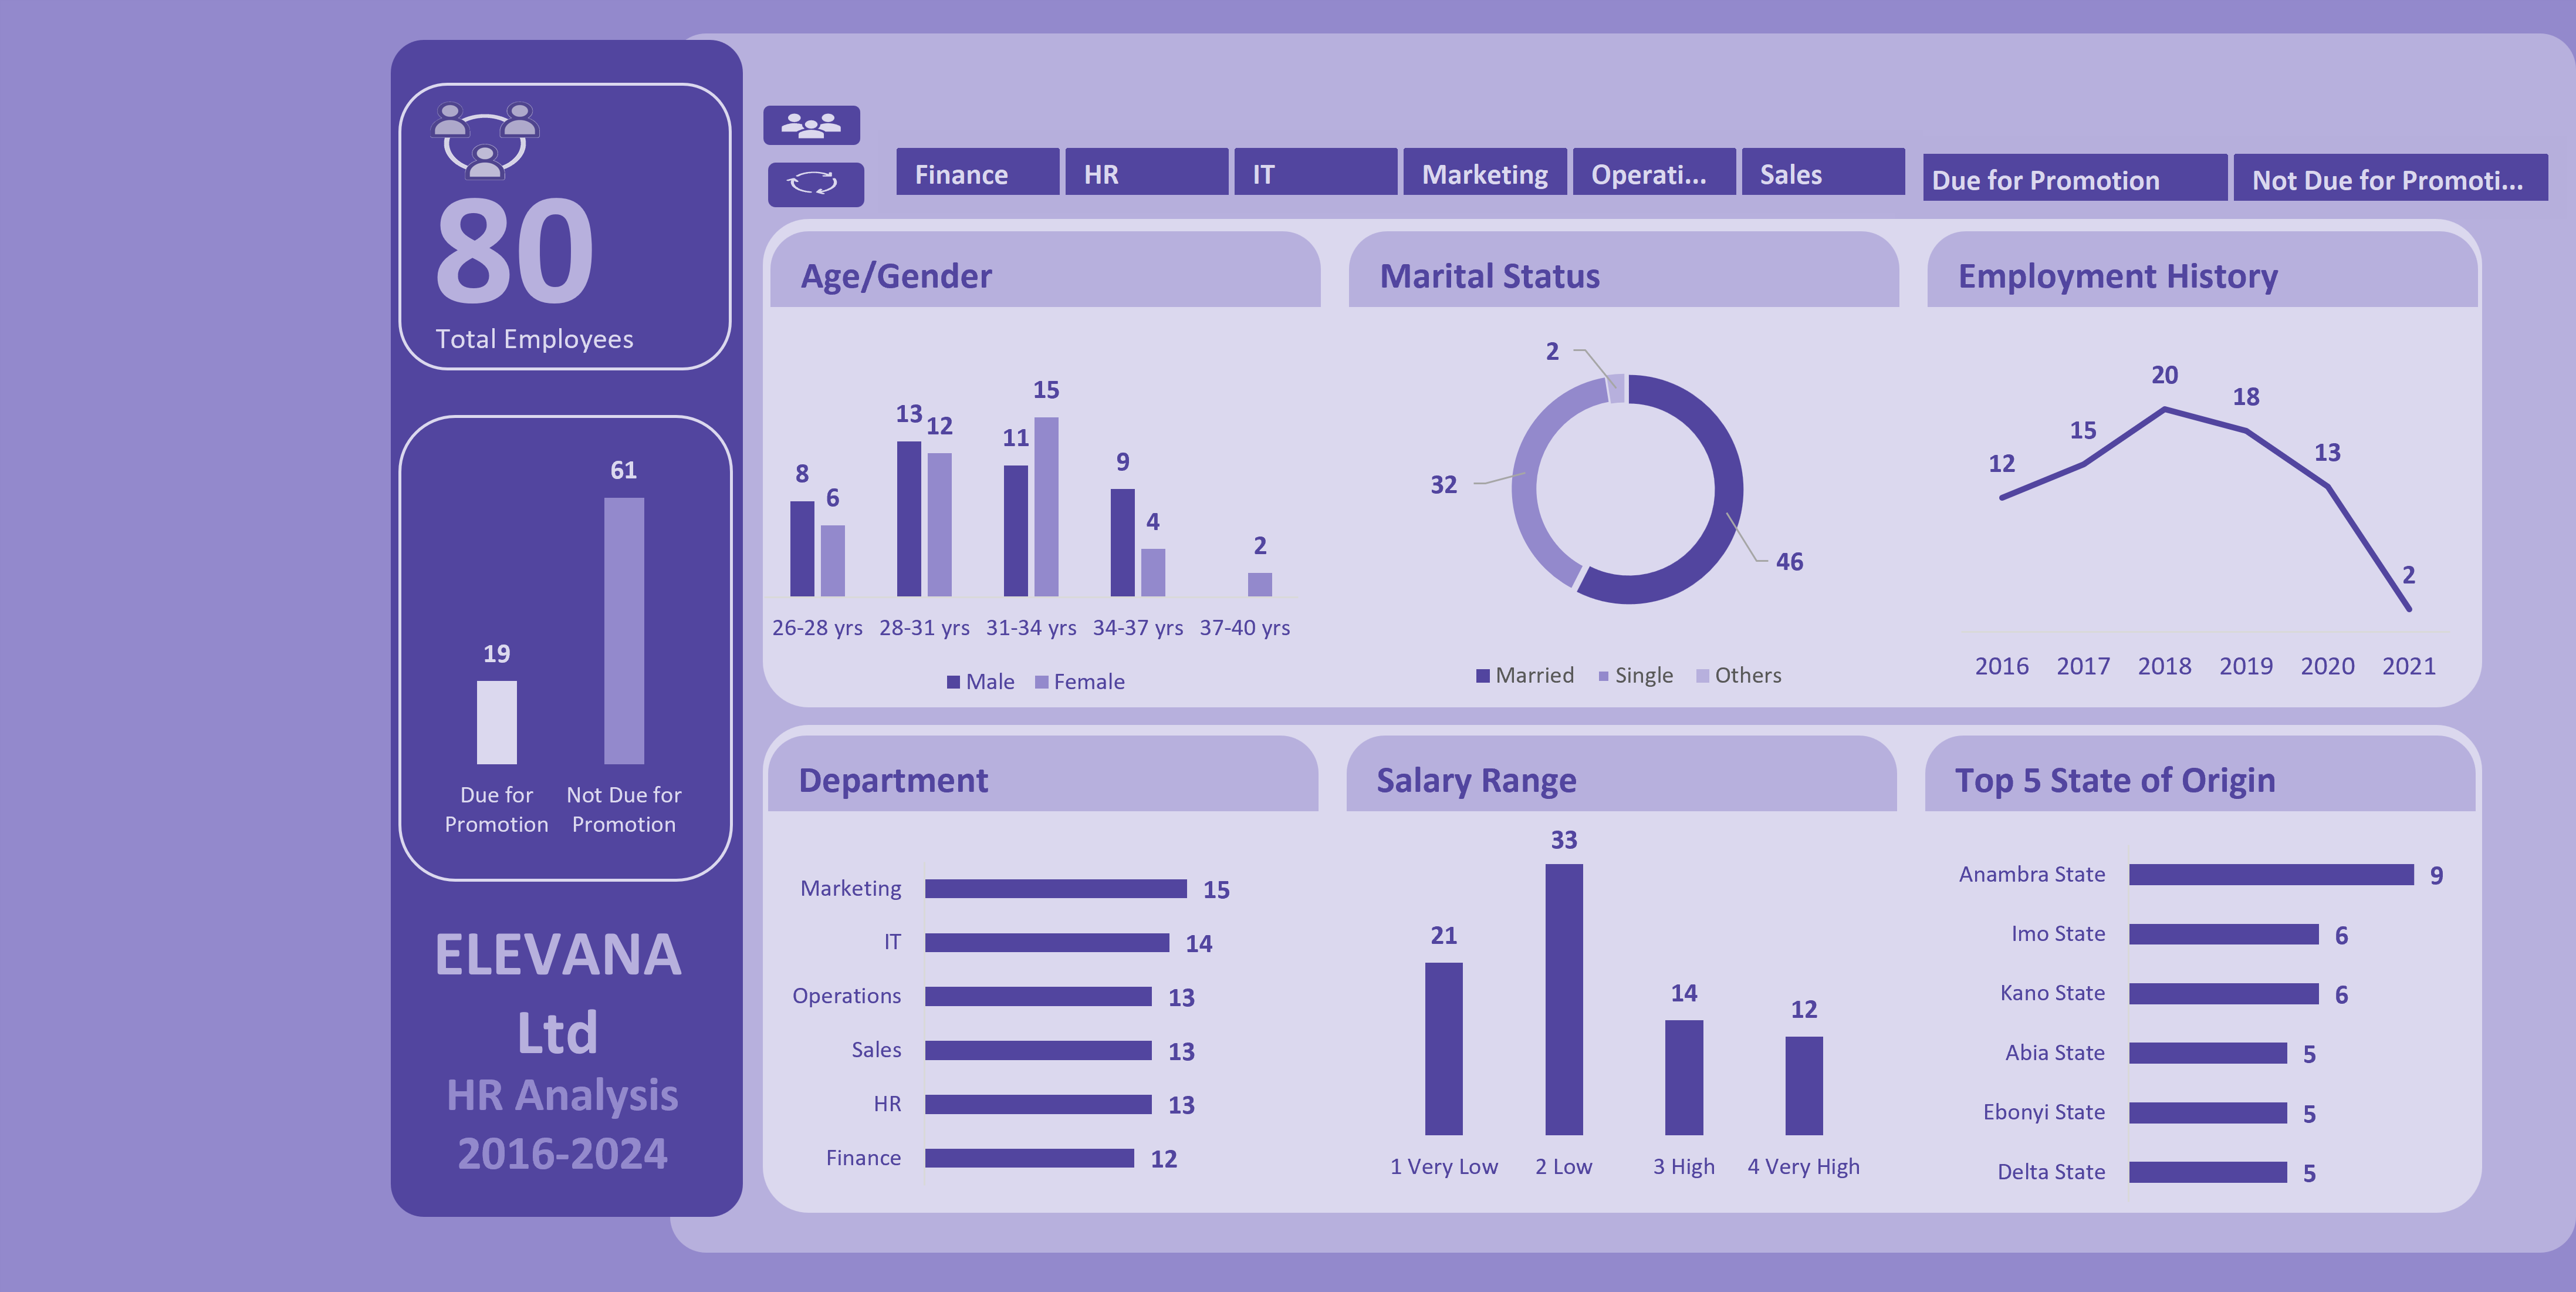 80
Total Employees
19
61
Due for Promotion
Not Due for Promotion
ELEVANA
Ltd
HR Analysis
2016-2024
Finance
HR
IT
Marketing
Operati...
Sales
Due for Promotion
Not Due for Promoti...
Age/Gender
8
6
13
12
11
15
9
4
2
26-28 yrs
28-31 yrs
31-34 yrs
34-37 yrs
37-40 yrs
Male
Female
Marital Status
2
32
46
Married
Single
Others
Employment History
12
15
20
18
13
2
2016
2017
2018
2019
2020
2021
Department
Marketing 15
IT 14
Operations 13
Sales 13
HR 13
Finance 12
Salary Range
21
33
14
12
1 Very Low
2 Low
3 High
4 Very High
Top 5 State of Origin
Anambra State 9
Imo State 6
Kano State 6
Abia State 5
Ebonyi State 5
Delta State 5